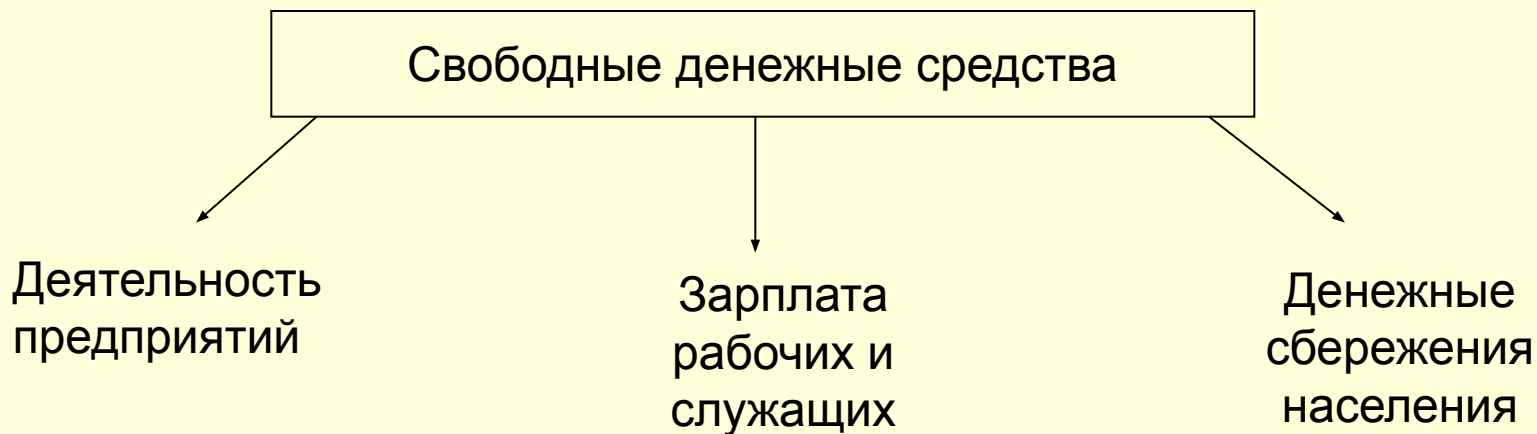 Свободные денежные средства
Деятельность
предприятий
Зарплата
рабочих и
служащих
Денежные
сбережения
населения